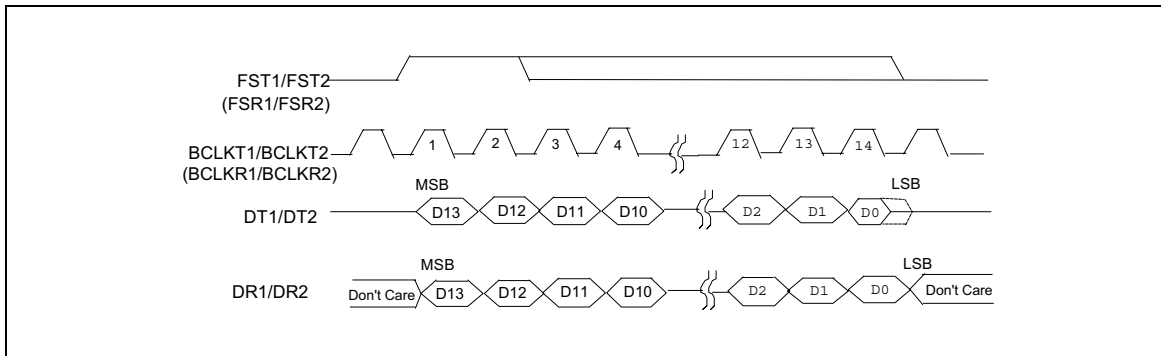 FST1/FST2
(FSR1/FSR2)
BCLKT1/BCLKT2
(BCLKR1/BCLKR2)
1 2 3 4 12 13 14
MSB LSB
DT1/DT2
D13 D12 D11 D10 D2 D1 D0
MSB LSB
DR1/DR2
Don't Care D13 D12 D11 D10 D2 D1 D0 Don't Care